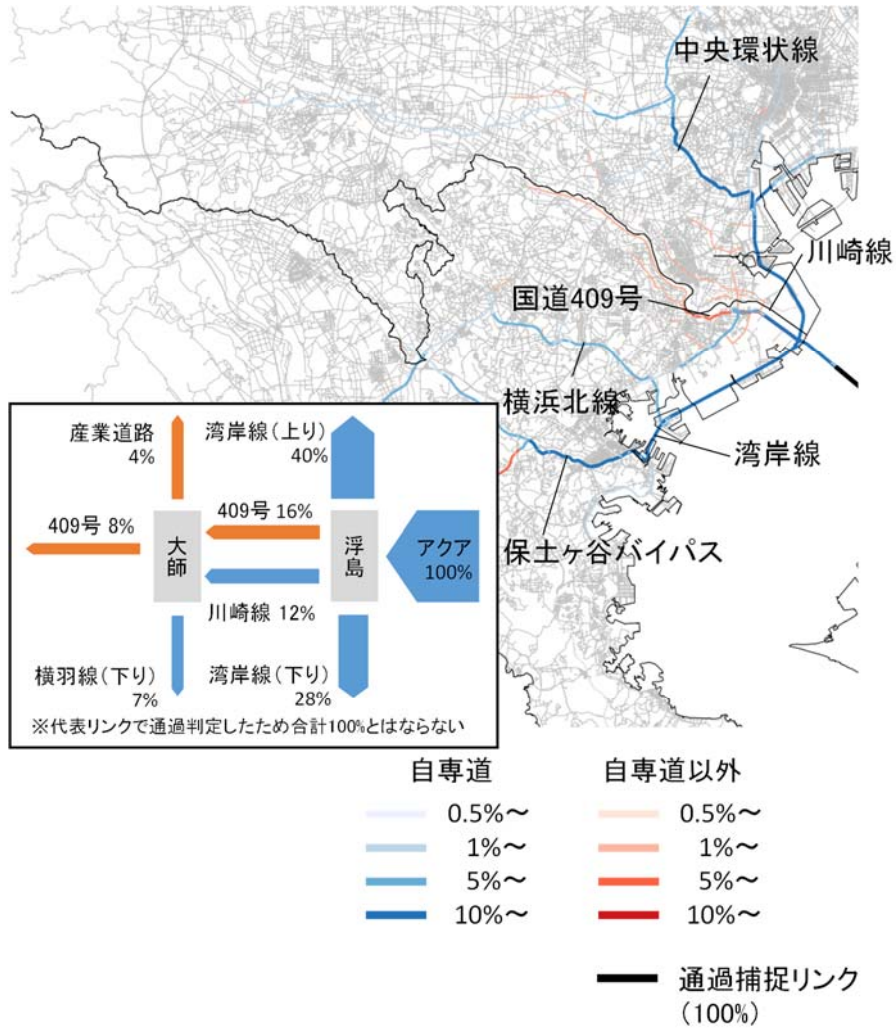 中央環状線
川崎線
国道409号
横浜北線
湾岸線
保土ヶ谷バイパス
産業道路
4%
湾岸線(上り)
40%
409号 8%
大師
409号 16%
浮島
アクア
100%
川崎線 12%
横羽線(下り)
7%
湾岸線(下り)
28%
※代表リンクで通過判定したため合計100%とはならない
自専道
0.5%~
1%~
5%~
10%~
自専道以外
0.5%~
1%~
5%~
10%~
通過捕捉リンク
(100%)